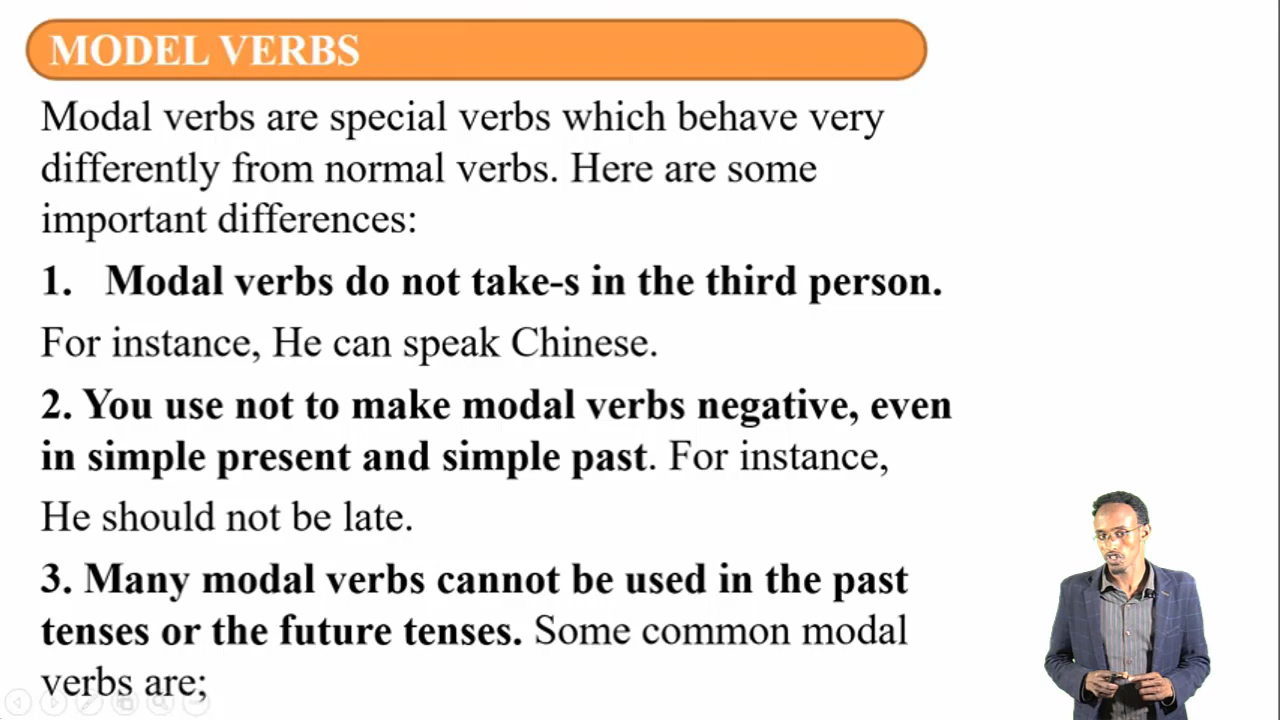 MODEL VERBS
Modal verbs are special verbs which behave very
differently from normal verbs. Here are some
important differences:
1. Modal verbs do not take-s in the third person.
For instance, He can speak Chinese.
2. You use not to make modal verbs negative, even
in simple present and simple past. For instance,
He should not be late.
3. Many modal verbs cannot be used in the past
tenses or the future tenses. Some common modal
verbs are;